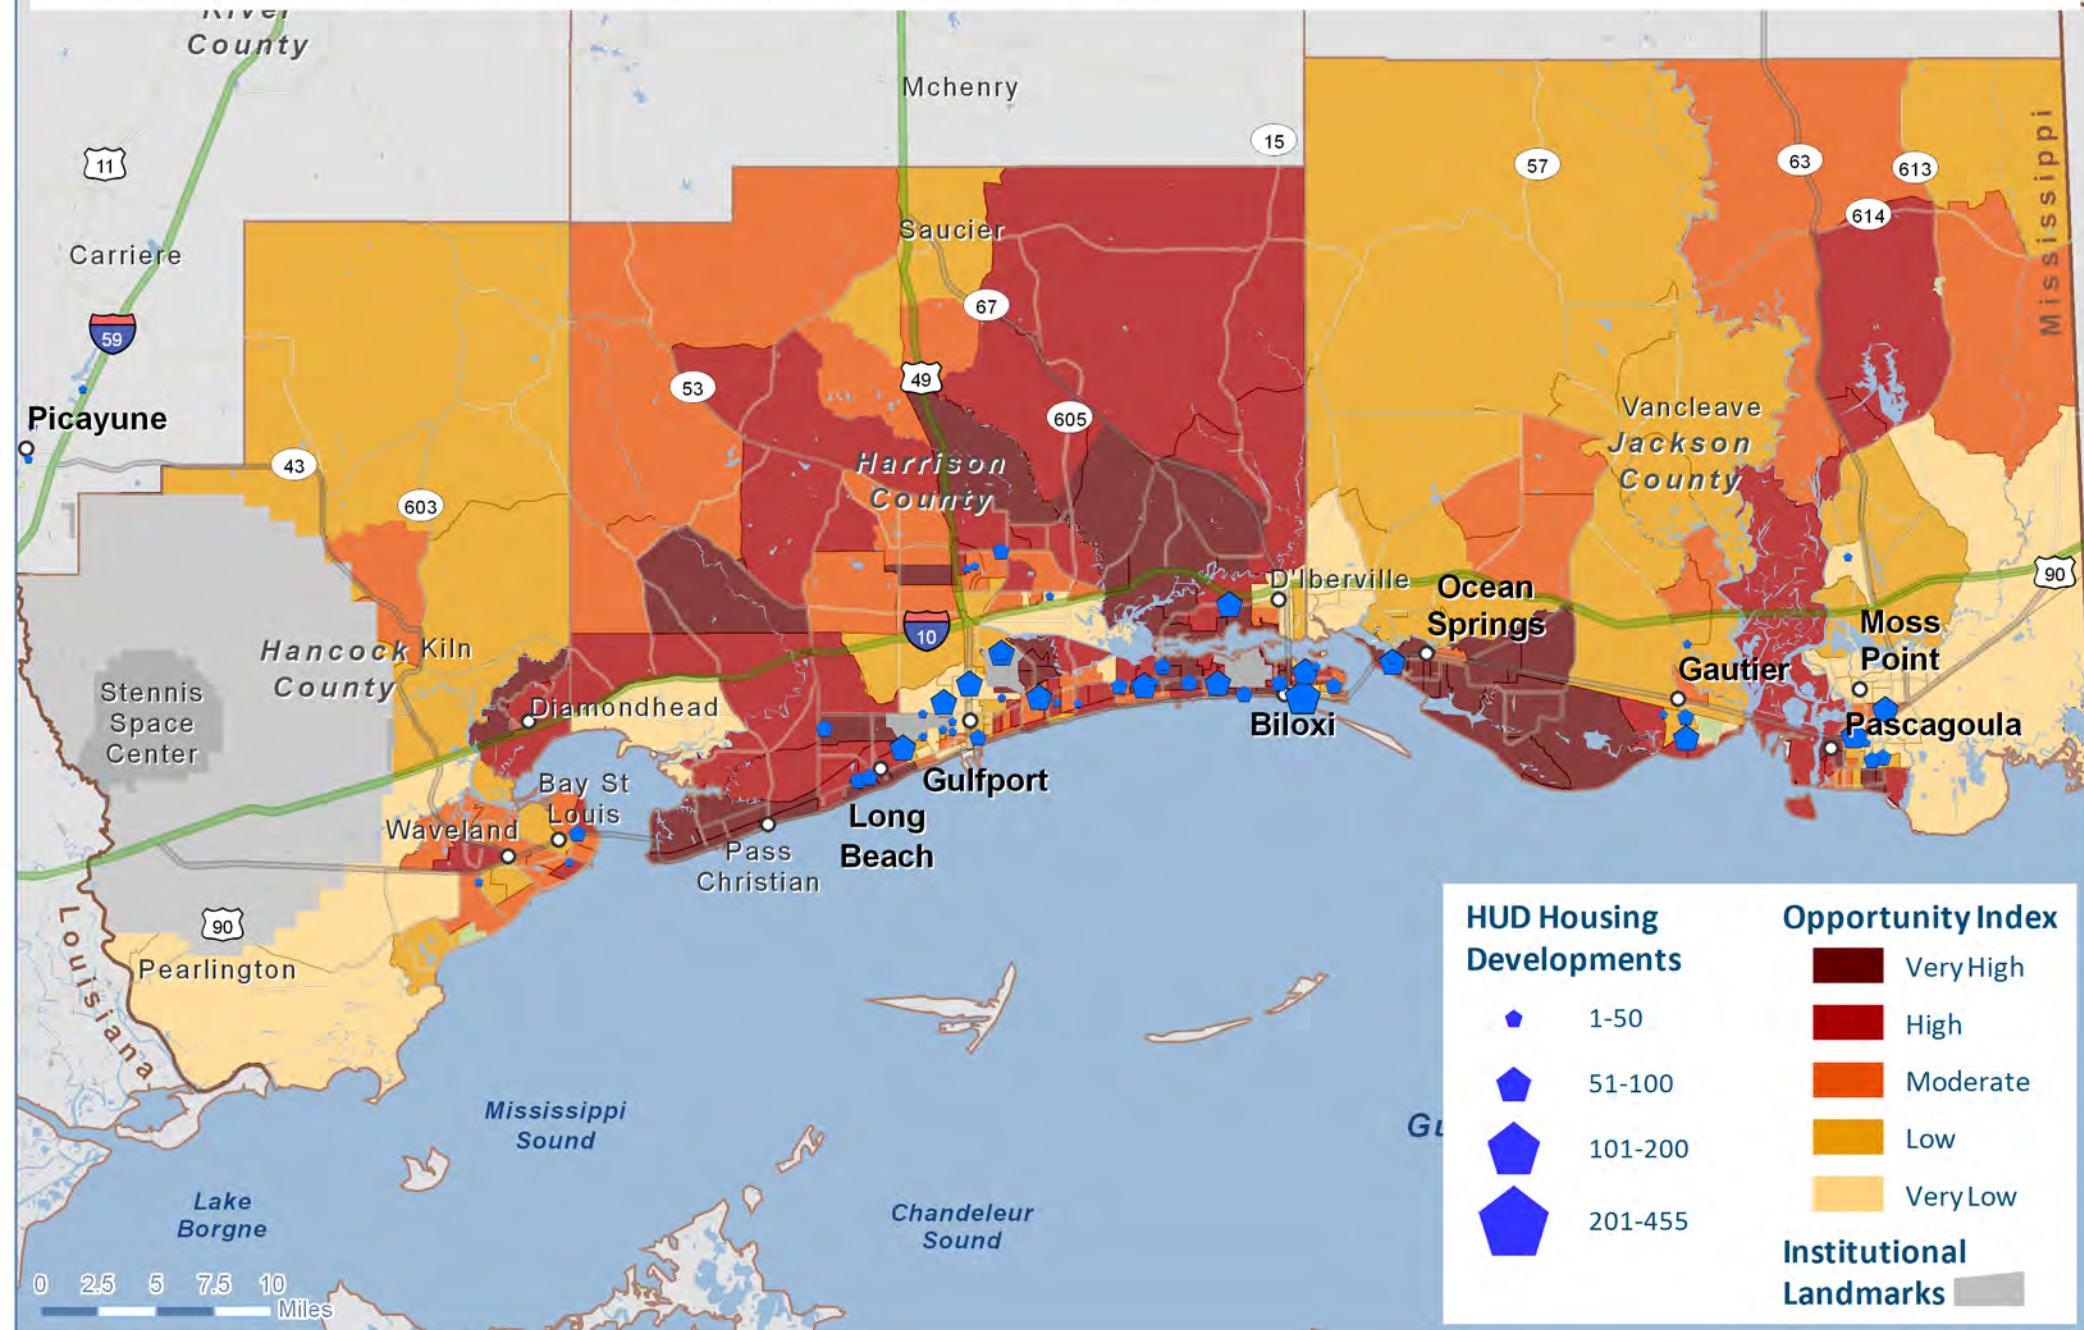 River
County
Mchenry
15
11
57
63
613
614
Mississippi
Carriere
Saucier
67
59
53
49
Picayune
605
Vancleave
Jackson
County
43
603
Harrison
County
90
D'Iberville
Ocean
Springs
10
Moss
Point
Hancock
County
Kiln
Gautier
Stennis
Space
Center
Diamondhead
Biloxi
Pascagoula
Bay St
Louis
Gulfport
Waveland
Long
Beach
Pass
Christian
90
Louisiana
Pearlington
Mississippi
Sound
Gu
Lake
Borgne
Chandeleur
Sound
0 2.5 5 7.5 10
Miles
HUD Housing
Developments
1-50
51-100
101-200
201-455
Opportunity Index
Very High
High
Moderate
Low
Very Low
Institutional
Landmarks